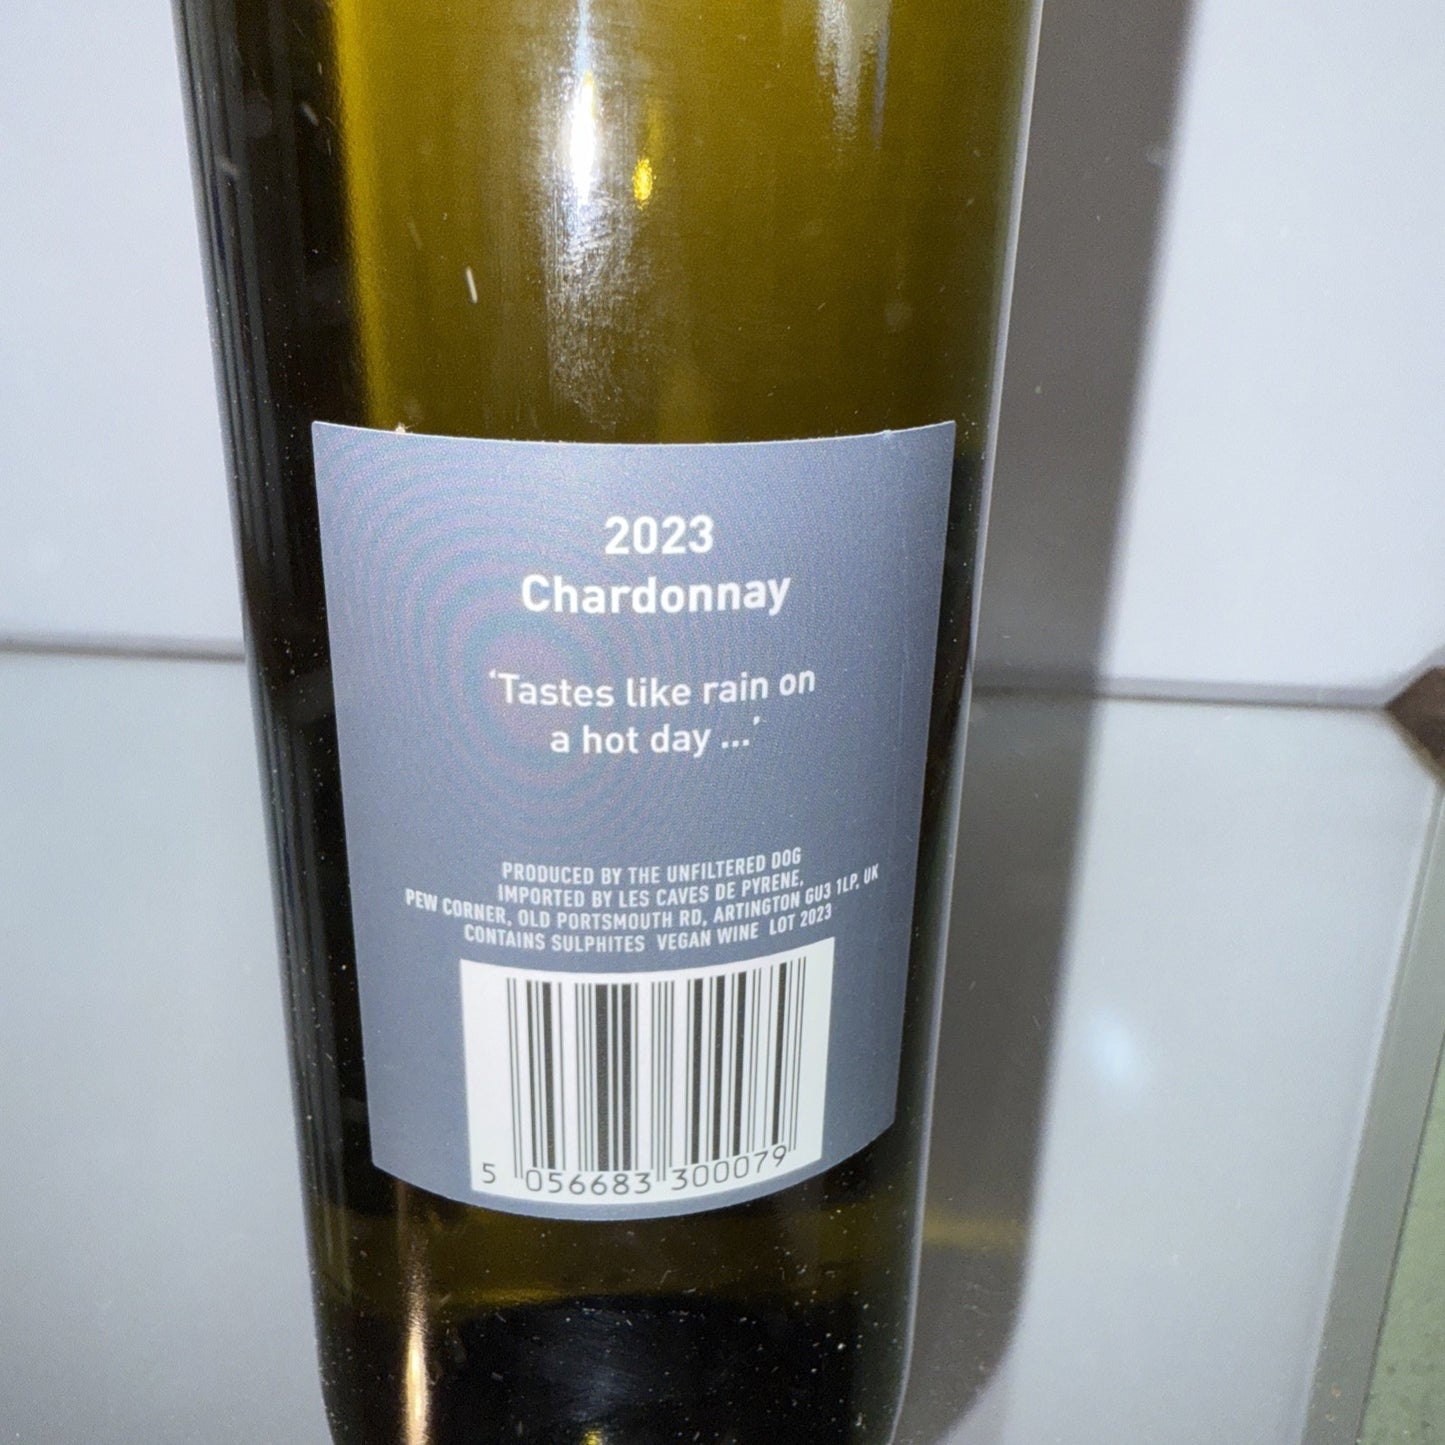 2023
Chardonnay
‘Tastes like rain on
a hot day ...’
PRODUCED BY THE UNFILTERED DOG
IMPORTED BY LES CAVES DE PYRENE,
PEW CORNER, OLD PORTSMOUTH RD, ARTINGTON GU3 1LP, UK
CONTAINS SULPHITES VEGAN WINE LOT 2023
5 056683 300079